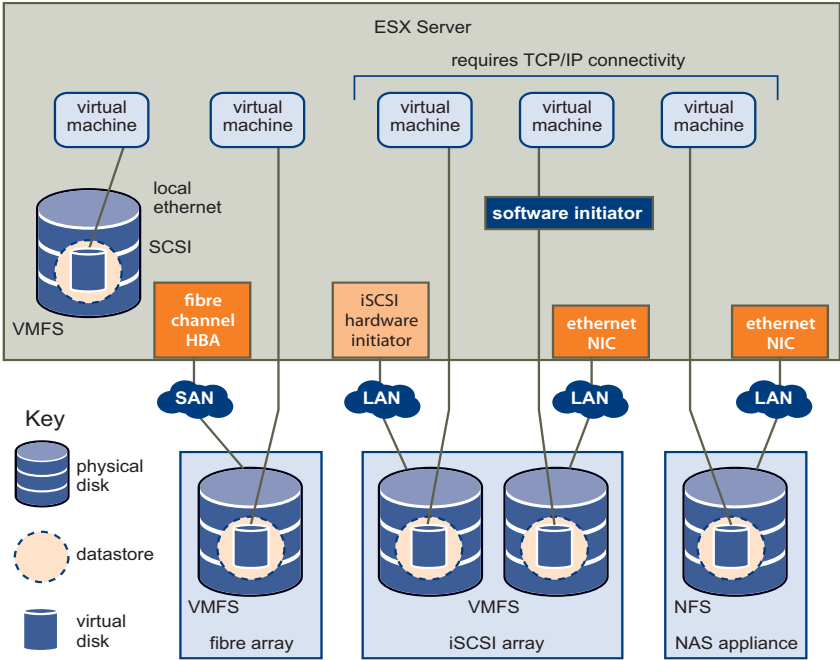 ESX Server
requires TCP/IP connectivity
virtual
machine
virtual
machine
virtual
machine
virtual
machine
virtual
machine
local
ethernet
SCSI
VMFS
software initiator
fibre
channel
HBA
iSCSI
hardware
initiator
ethernet
NIC
ethernet
NIC
SAN
LAN
LAN
LAN
Key
physical
disk
datastore
virtual
disk
VMFS
fibre array
VMFS
iSCSI array
NFS
NAS appliance